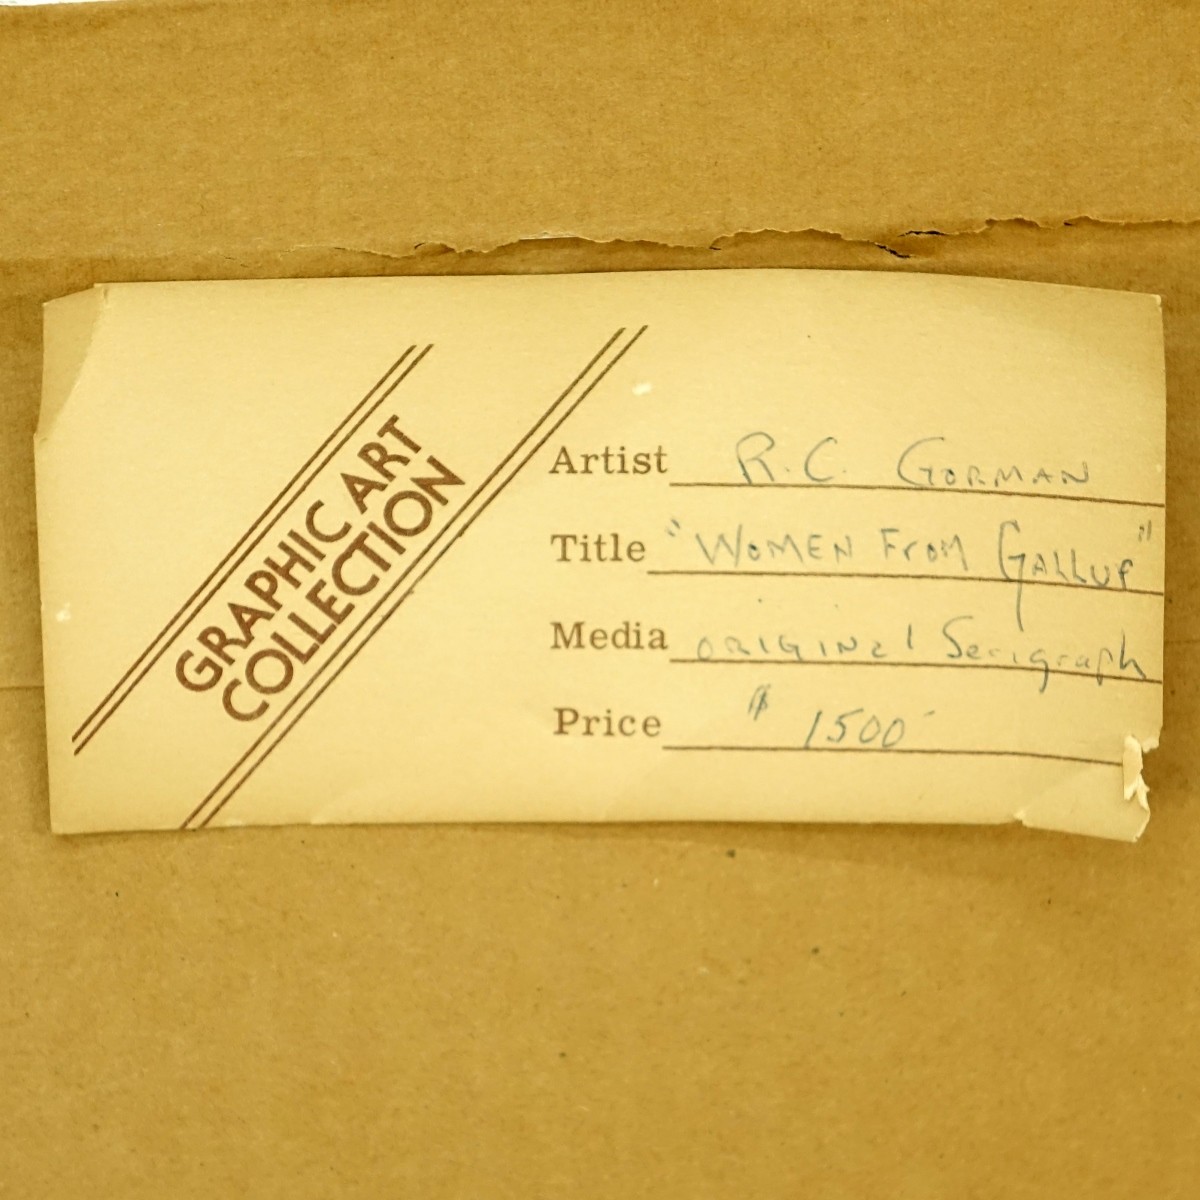 GRAPHIC ART
COLLECTION
Artist R.C. GORMAN
Title "WOMEN FROM GALLUP"
Media ORIGINal Serigraph
Price $ 1500